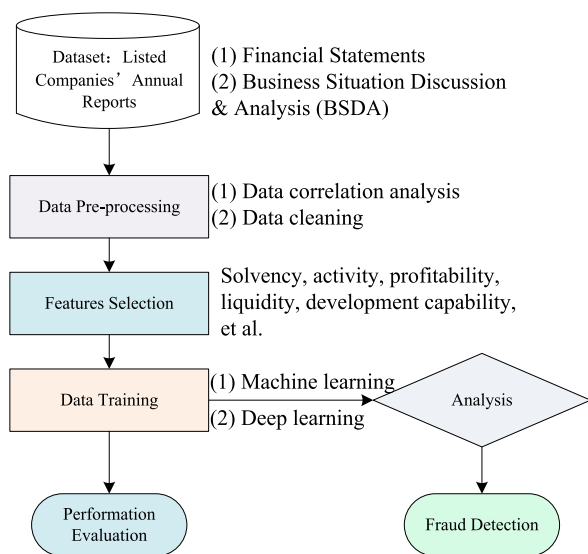 Dataset: Listed
Companies' Annual
Reports
(1) Financial Statements
(2) Business Situation Discussion
& Analysis (BSDA)
Data Pre-processing
(1) Data correlation analysis
(2) Data cleaning
Features Selection
Solvency, activity, profitability,
liquidity, development capability,
et al.
Data Training
(1) Machine learning
(2) Deep learning
Analysis
Performation
Evaluation
Fraud Detection